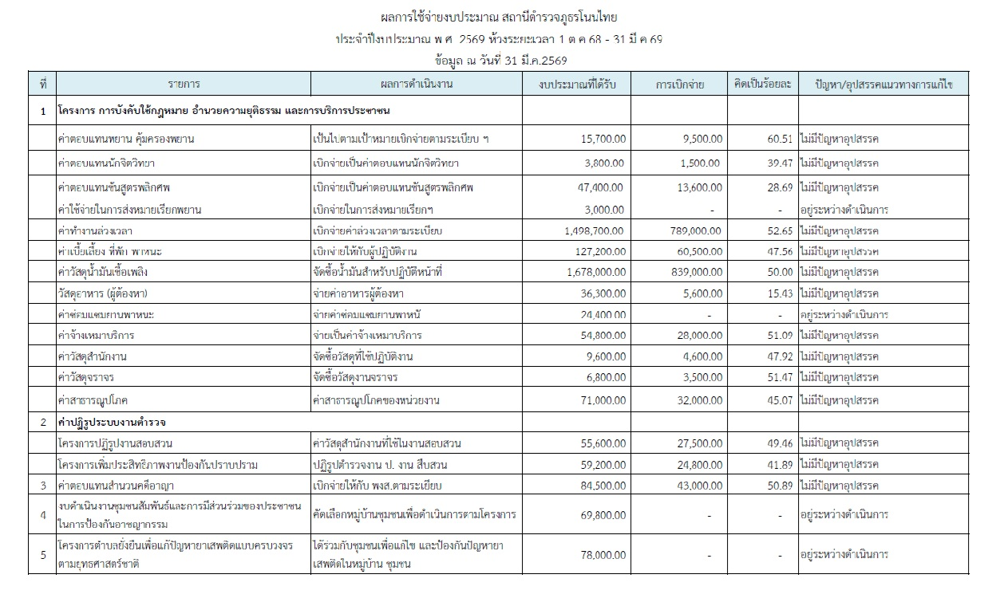 ผลการใช้จ่ายงบประมาณ สถานีตำรวจภูธรโนนไทย
ประจำปีงบประมาณ พ ศ 2569 ห้วงระยะเวลา 1 ต ค 68 - 31 มี ค 69
ข้อมูล ณ วันที่ 31 มี.ค.2569
ที่ รายการ ผลการดำเนินงาน งบประมาณที่ได้รับ การเบิกจ่าย คิดเป็นร้อยละ ปัญหา/อุปสรรคแนวทางการแก้ไข
1 โครงการ การบังคับใช้กฎหมาย อำนวยความยุติธรรม และการบริการประชาชน
ค่าตอบแทนพยาน คุ้มครองพยาน เป็นไปตามเป้าหมายเบิกจ่ายตามระเบียบ ฯ 15,700.00 9,500.00 60.51 ไม่มีปัญหาอุปสรรค
ค่าตอบแทนนักจิตวิทยา เบิกจ่ายเป็นค่าตอบแทนนักจิตวิทยา 3,800.00 1,500.00 39.47 ไม่มีปัญหาอุปสรรค
ค่าตอบแทนชันสูตรพลิกศพ เบิกจ่ายเป็นค่าตอบแทนชันสูตรพลิกศพ 47,400.00 13,600.00 28.69 ไม่มีปัญหาอุปสรรค
ค่าใช้จ่ายในการส่งหมายเรียกพยาน เบิกจ่ายในการส่งหมายเรียกฯ 3,000.00 - - อยู่ระหว่างดำเนินการ
ค่าทำงานล่วงเวลา เบิกจ่ายค่าล่วงเวลาตามระเบียบ 1,498,700.00 789,000.00 52.65 ไม่มีปัญหาอุปสรรค
ค่าเบี้ยเลี้ยง ที่พัก พาหนะ เบิกจ่ายให้กับผู้ปฏิบัติงาน 127,200.00 60,500.00 47.56 ไม่มีปัญหาอุปสรรค
ค่าวัสดุน้ำมันเชื้อเพลิง จัดซื้อน้ำมันสำหรับปฏิบัติหน้าที่ 1,678,000.00 839,000.00 50.00 ไม่มีปัญหาอุปสรรค
วัสดุอาหาร (ผู้ต้องหา) จ่ายค่าอาหารผู้ต้องหา 36,300.00 5,600.00 15.43 ไม่มีปัญหาอุปสรรค
ค่าซ่อมแซมยานพาหนะ จ่ายค่าซ่อมแซมยานพาหนั 24,400.00 - - อยู่ระหว่างดำเนินการ
ค่าจ้างเหมาบริการ จ่ายเป็นค่าจ้างเหมาบริการ 54,800.00 28,000.00 51.09 ไม่มีปัญหาอุปสรรค
ค่าวัสดุสำนักงาน จัดซื้อวัสดุที่ใช้ปฏิบัติงาน 9,600.00 4,600.00 47.92 ไม่มีปัญหาอุปสรรค
ค่าวัสดุจราจร จัดซื้อวัสดุงานจราจร 6,800.00 3,500.00 51.47 ไม่มีปัญหาอุปสรรค
ค่าสาธารณูปโภค ค่าสาธารณูปโภคของหน่วยงาน 71,000.00 32,000.00 45.07 ไม่มีปัญหาอุปสรรค
2 ค่าปฏิรูประบบงานตำรวจ
โครงการปฏิรูปงานสอบสวน ค่าวัสดุสำนักงานที่ใช้ในงานสอบสวน 55,600.00 27,500.00 49.46 ไม่มีปัญหาอุปสรรค
โครงการเพิ่มประสิทธิภาพงานป้องกันปราบปราม ปฏิรูปตำรวจงาน ป. งาน สืบสวน 59,200.00 24,800.00 41.89 ไม่มีปัญหาอุปสรรค
3 ค่าตอบแทนสำนวนคดีอาญา เบิกจ่ายให้กับ พงส.ตามระเยียบ 84,500.00 43,000.00 50.89 ไม่มีปัญหาอุปสรรค
งบดำเนินงานชุมชนสัมพันธ์และการมีส่วนร่วมของประชาชน
4 ในการป้องกันอาชญากรรม คัดเลือกหมู่บ้านชุมชนเพื่อดำเนินการตามโครงการ 69,800.00 - - อยู่ระหว่างดำเนินการ
5 โครงการตำบลยั่งยืนเพื่อแก้ปัญหายาเสพติดแบบครบวงจร ได้ร่วมกับชุมชนเพื่อแก้ไข และป้องกันปัญหายา 78,000.00 - - อยู่ระหว่างดำเนินการ
ตามยุทธศาสตร์ชาติ เสพติดในหมู่บ้าน ชุมชน